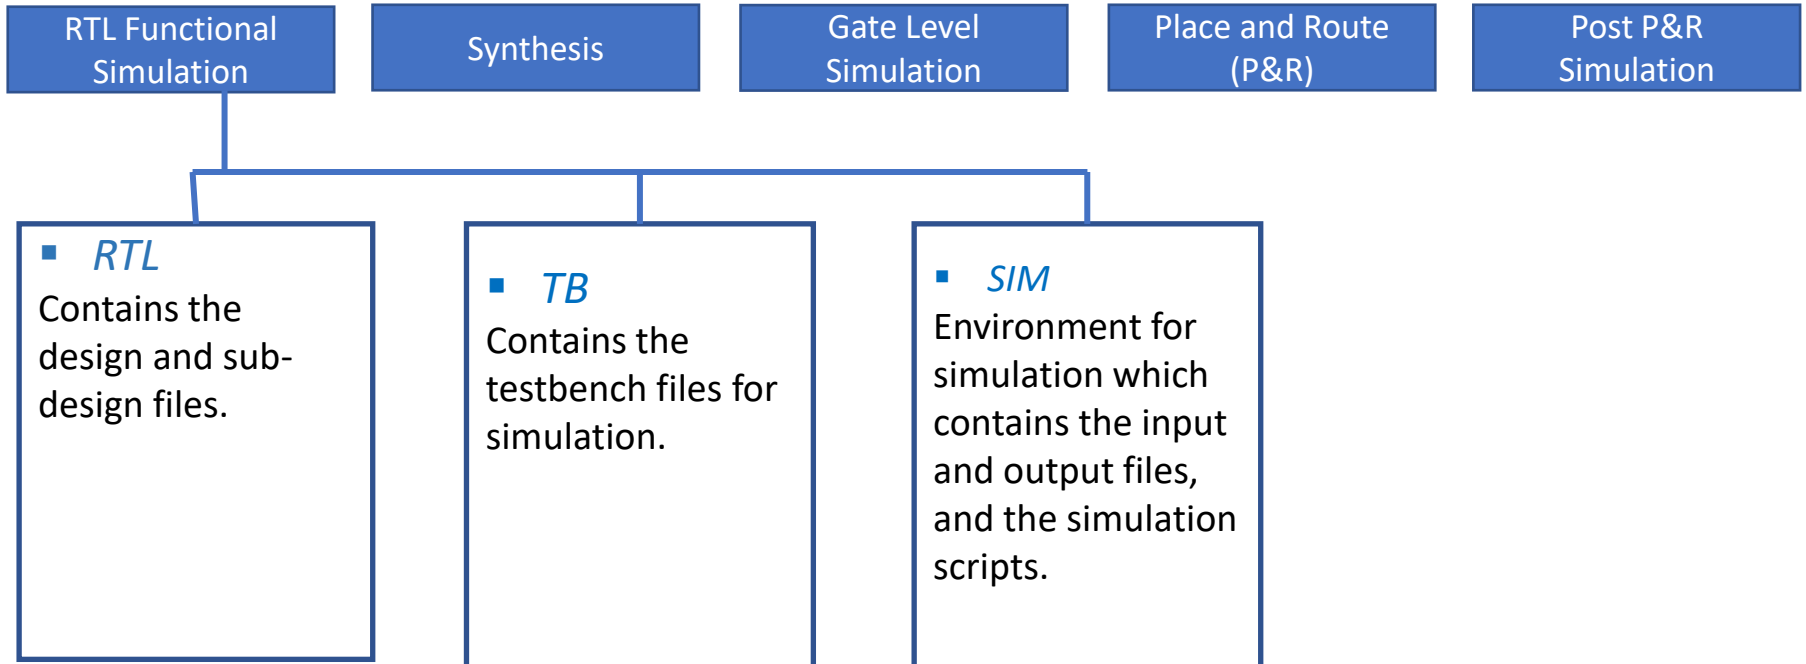 RTL Functional
Simulation
Synthesis
Gate Level
Simulation
Place and Route
(P&R)
Post P&R
Simulation
▪ RTL
Contains the
design and sub-
design files.
▪ TB
Contains the
testbench files for
simulation.
▪ SIM
Environment for
simulation which
contains the input
and output files,
and the simulation
scripts.